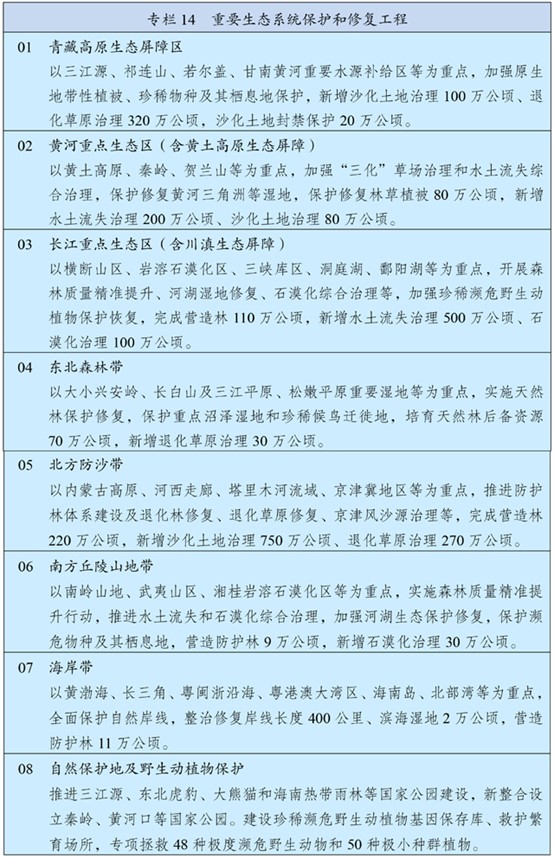 专栏 14 重要生态系统保护和修复工程
01 青藏高原生态屏障区
以三江源、祁连山、若尔盖、甘南黄河重要水源补给区等为重点，加强原生
地带性植被、珍稀物种及其栖息地保护，新增沙化土地治理 100 万公顷、退
化草原治理 320 万公顷，沙化土地封禁保护 20 万公顷。
02 黄河重点生态区（含黄土高原生态屏障）
以黄土高原、秦岭、贺兰山等为重点，加强“三化”草场治理和水土流失综
合治理，保护修复黄河三角洲等湿地，保护修复林草植被 80 万公顷，新增
水土流失治理 200 万公顷、沙化土地治理 80 万公顷。
03 长江重点生态区（含川滇生态屏障）
以横断山区、岩溶石漠化区、三峡库区、洞庭湖、鄱阳湖等为重点，开展森
林质量精准提升、河湖湿地修复、石漠化综合治理等，加强珍稀濒危野生动
植物保护恢复，完成营造林 110 万公顷，新增水土流失治理 500 万公顷、石
漠化治理 100 万公顷。
04 东北森林带
以大小兴安岭、长白山及三江平原、松嫩平原重要湿地等为重点，实施天然
林保护修复，保护重点沼泽湿地和珍稀候鸟迁徙地，培育天然林后备资源
70 万公顷，新增退化草原治理 30 万公顷。
05 北方防沙带
以内蒙古高原、河西走廊、塔里木河流域、京津冀地区等为重点，推进防护
林体系建设及退化林修复、退化草原修复、京津风沙源治理等，完成营造林
220 万公顷，新增沙化土地治理 750 万公顷、退化草原治理 270 万公顷。
06 南方丘陵山地带
以南岭山地、武夷山区、湘桂岩溶石漠化区等为重点，实施森林质量精准提
升行动，推进水土流失和石漠化综合治理，加强河湖生态保护修复，保护濒
危物种及其栖息地，营造防护林 9 万公顷，新增石漠化治理 30 万公顷。
07 海岸带
以黄渤海、长三角、粤闽浙沿海、粤港澳大湾区、海南岛、北部湾等为重点，
全面保护自然岸线，整治修复岸线长度 400 公里、滨海湿地 2 万公顷，营造
防护林 11 万公顷。
08 自然保护地及野生动植物保护
推进三江源、东北虎豹、大熊猫和海南热带雨林等国家公园建设，新整合设
立秦岭、黄河口等国家公园。建设珍稀濒危野生动植物基因保存库、救护繁
育场所，专项拯救 48 种极度濒危野生动物和 50 种极小种群植物。